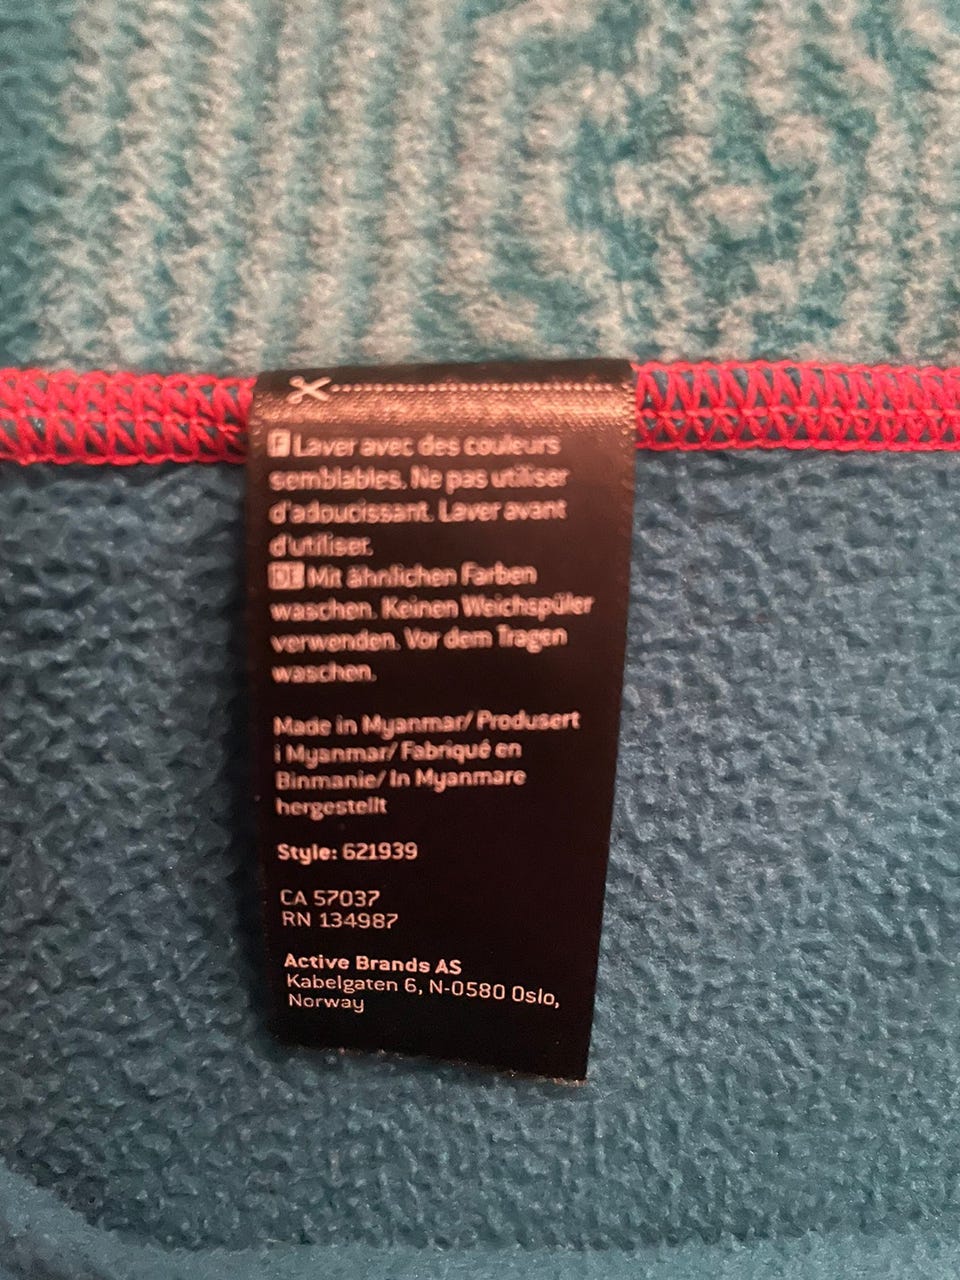 F Laver avec des couleurs
semblables. Ne pas utiliser
d'adoucissant. Laver avant
d'utiliser.
DE Mit ähnlichen Farben
waschen. Keinen Weichspüler
verwenden. Vor dem Tragen
waschen.
Made in Myanmar/ Produsert
i Myanmar/ Fabriqué en
Binmanie/ In Myanmare
hergestellt
Style: 621939
CA 57037
RN 134987
Active Brands AS
Kabelgaten 6, N-0580 Oslo,
Norway